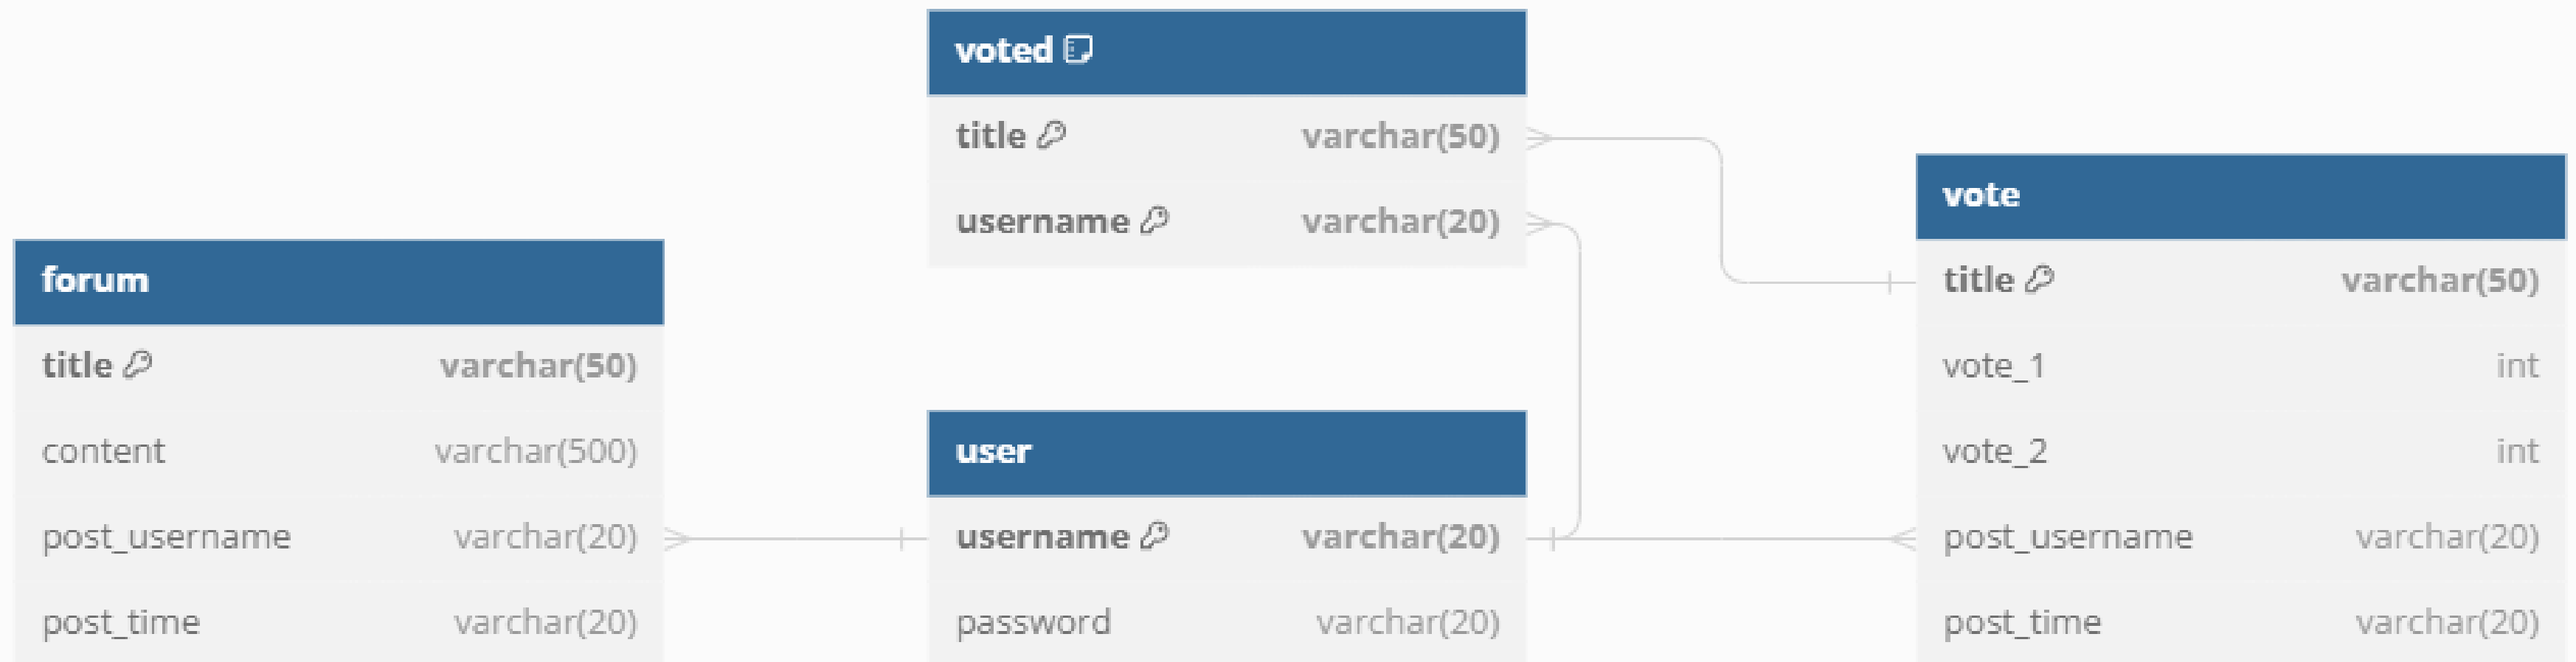 voted
title varchar(50)
username varchar(20)
forum
title varchar(50)
content varchar(500)
post_username varchar(20)
post_time varchar(20)
user
username varchar(20)
password varchar(20)
vote
title varchar(50)
vote_1 int
vote_2 int
post_username varchar(20)
post_time varchar(20)